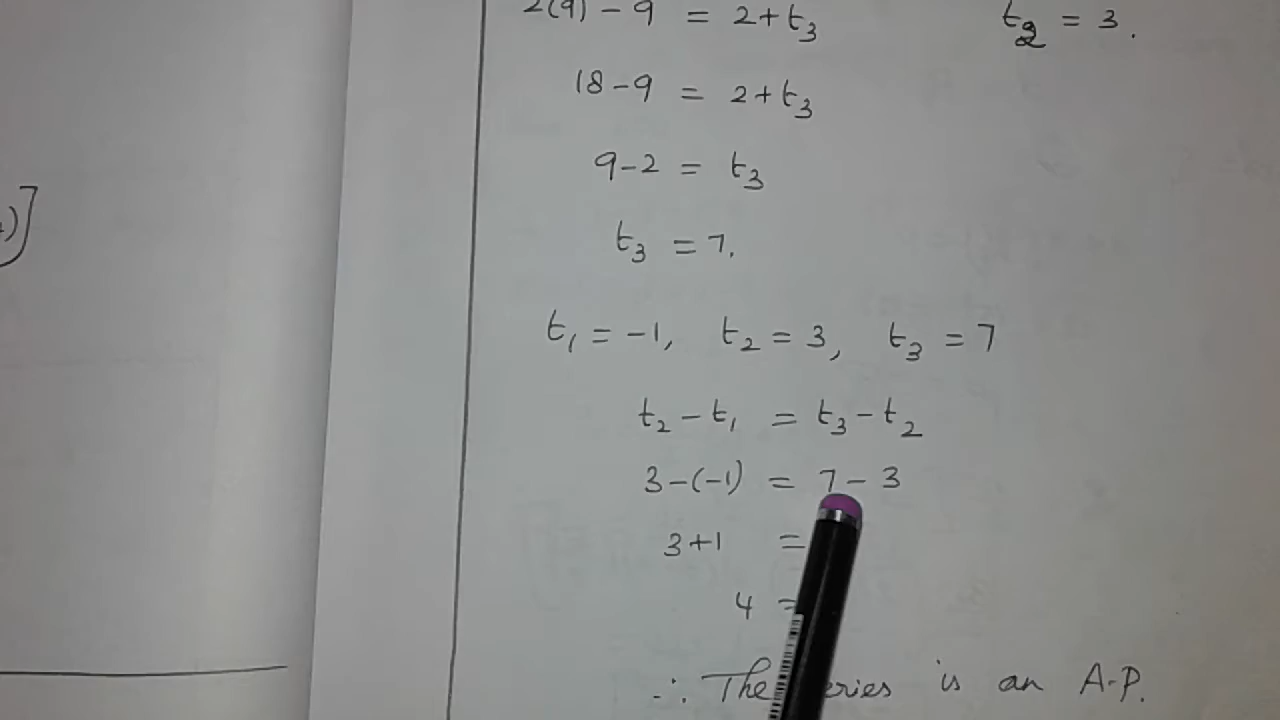 2(9) - 9 = 2 + t₃
t₂ = 3.
18 - 9 = 2 + t₃
)]
9 - 2 = t₃
t₃ = 7.
t₁ = -1, t₂ = 3, t₃ = 7
t₂ - t₁ = t₃ - t₂
3 - (-1) = 7 - 3
3 + 1 =
4 =
∴ The eries is an A.P.